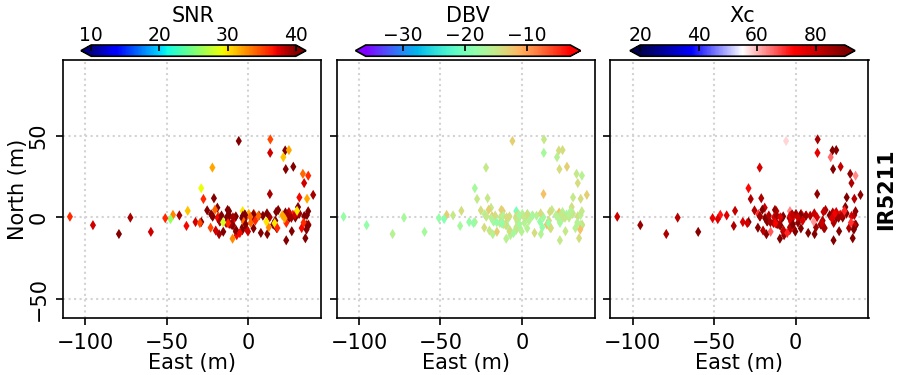 SNR DBV Xc
10 20 30 40 −30 −20 −10 20 40 60 80
50
0
−50
North (m)
IR5211
−100 −50 0 −100 −50 0 −100 −50 0
East (m) East (m) East (m)